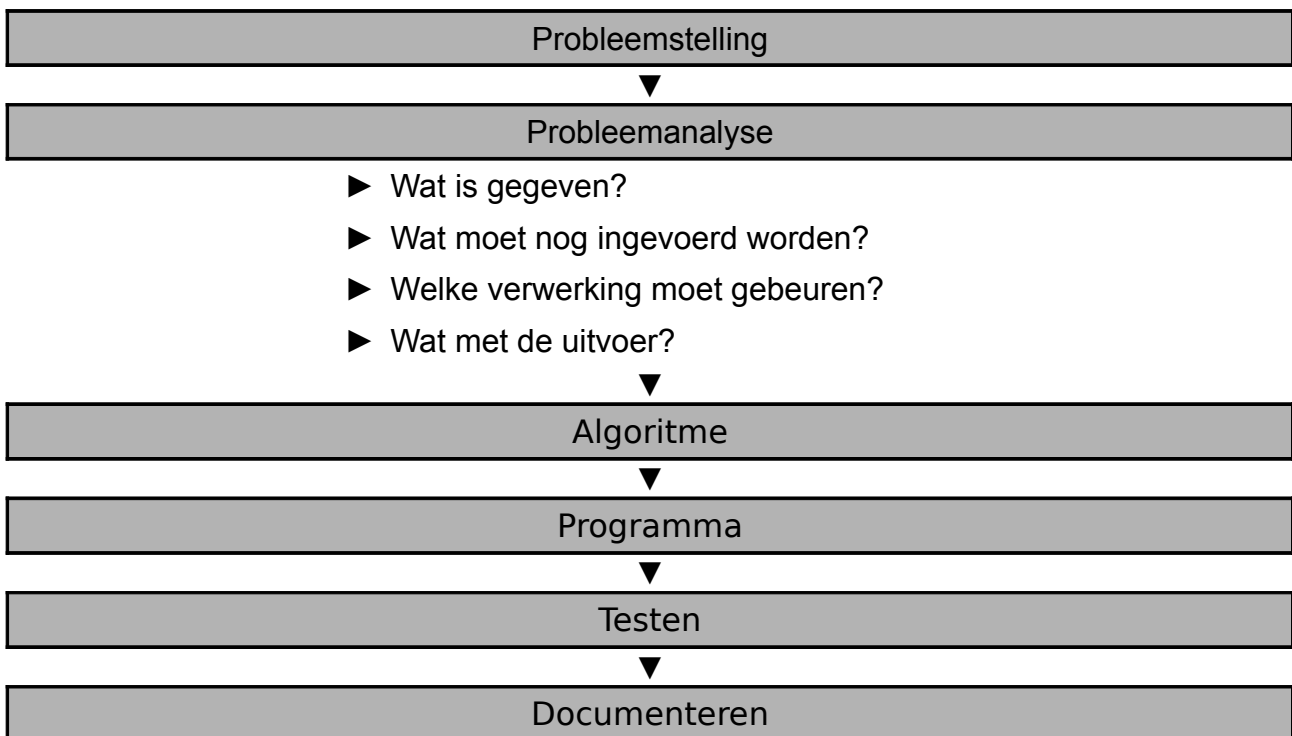 Probleemstelling
▼
Probleemanalyse
► Wat is gegeven?
► Wat moet nog ingevoerd worden?
► Welke verwerking moet gebeuren?
► Wat met de uitvoer?
▼
Algoritme
▼
Programma
▼
Testen
▼
Documenteren